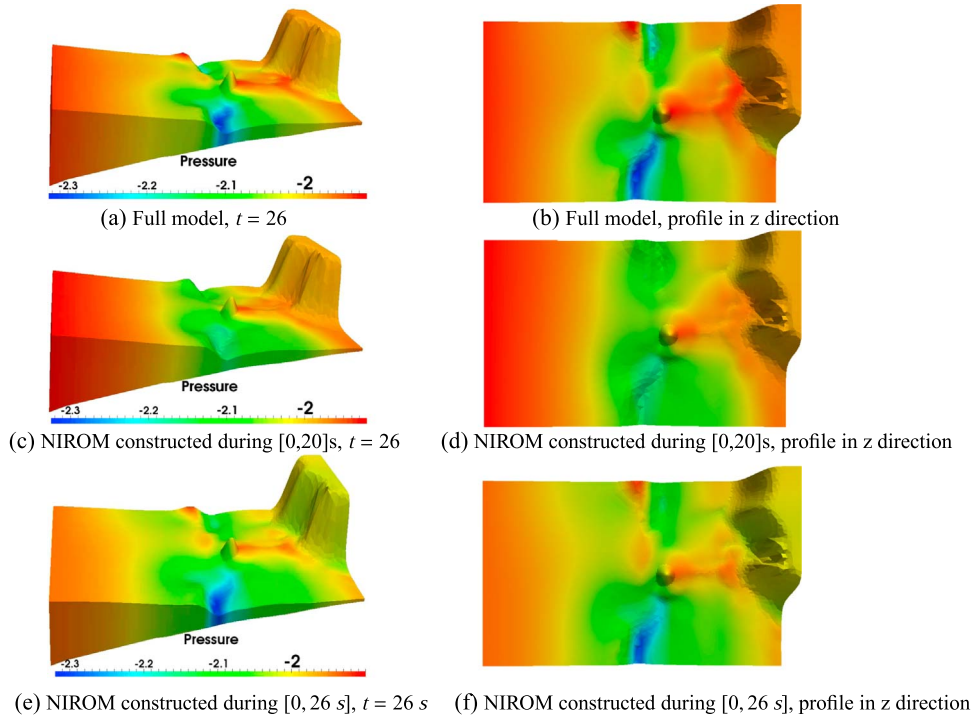 Pressure
-2.3 -2.2 -2.1 -2
(a) Full model, t = 26
(b) Full model, profile in z direction
Pressure
-2.3 -2.2 -2.1 -2
(c) NIROM constructed during [0,20]s, t = 26
(d) NIROM constructed during [0,20]s, profile in z direction
Pressure
-2.3 -2.2 -2.1 -2
(e) NIROM constructed during [0, 26 s], t = 26 s
(f) NIROM constructed during [0, 26 s], profile in z direction